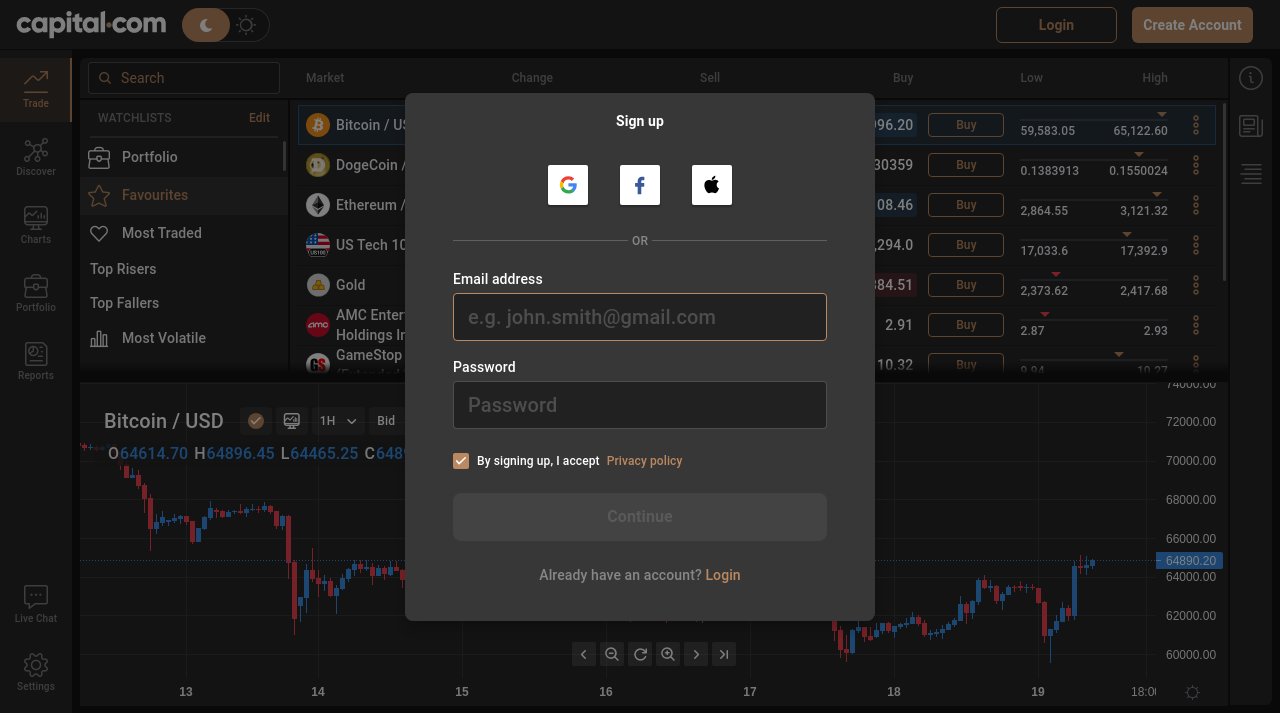 capital.com
Login
Create Account
Trade
Discover
Charts
Portfolio
Reports
Live Chat
Settings
Search
WATCHLISTS Edit
Portfolio
Favourites
Most Traded
Top Risers
Top Fallers
Most Volatile
Market Change Sell Buy Low High
Bitcoin / US 96.20 Buy 59,583.05 65,122.60
DogeCoin / 30359 Buy 0.1383913 0.1550024
Ethereum / 08.46 Buy 2,864.55 3,121.32
US Tech 10 ,294.0 Buy 17,033.6 17,392.9
Gold 84.51 Buy 2,373.62 2,417.68
AMC Enter
Holdings In 2.91 Buy 2.87 2.93
GameStop 10.32 Buy 9.94 10.27
Sign up
OR
Email address
e.g. john.smith@gmail.com
Password
Password
By signing up, I accept Privacy policy
Continue
Already have an account? Login
Bitcoin / USD 1H Bid
O64614.70 H64896.45 L64465.25 C6489
74000.00
72000.00
70000.00
68000.00
66000.00
64890.20
64000.00
62000.00
60000.00
13 14 15 16 17 18 19 18:00